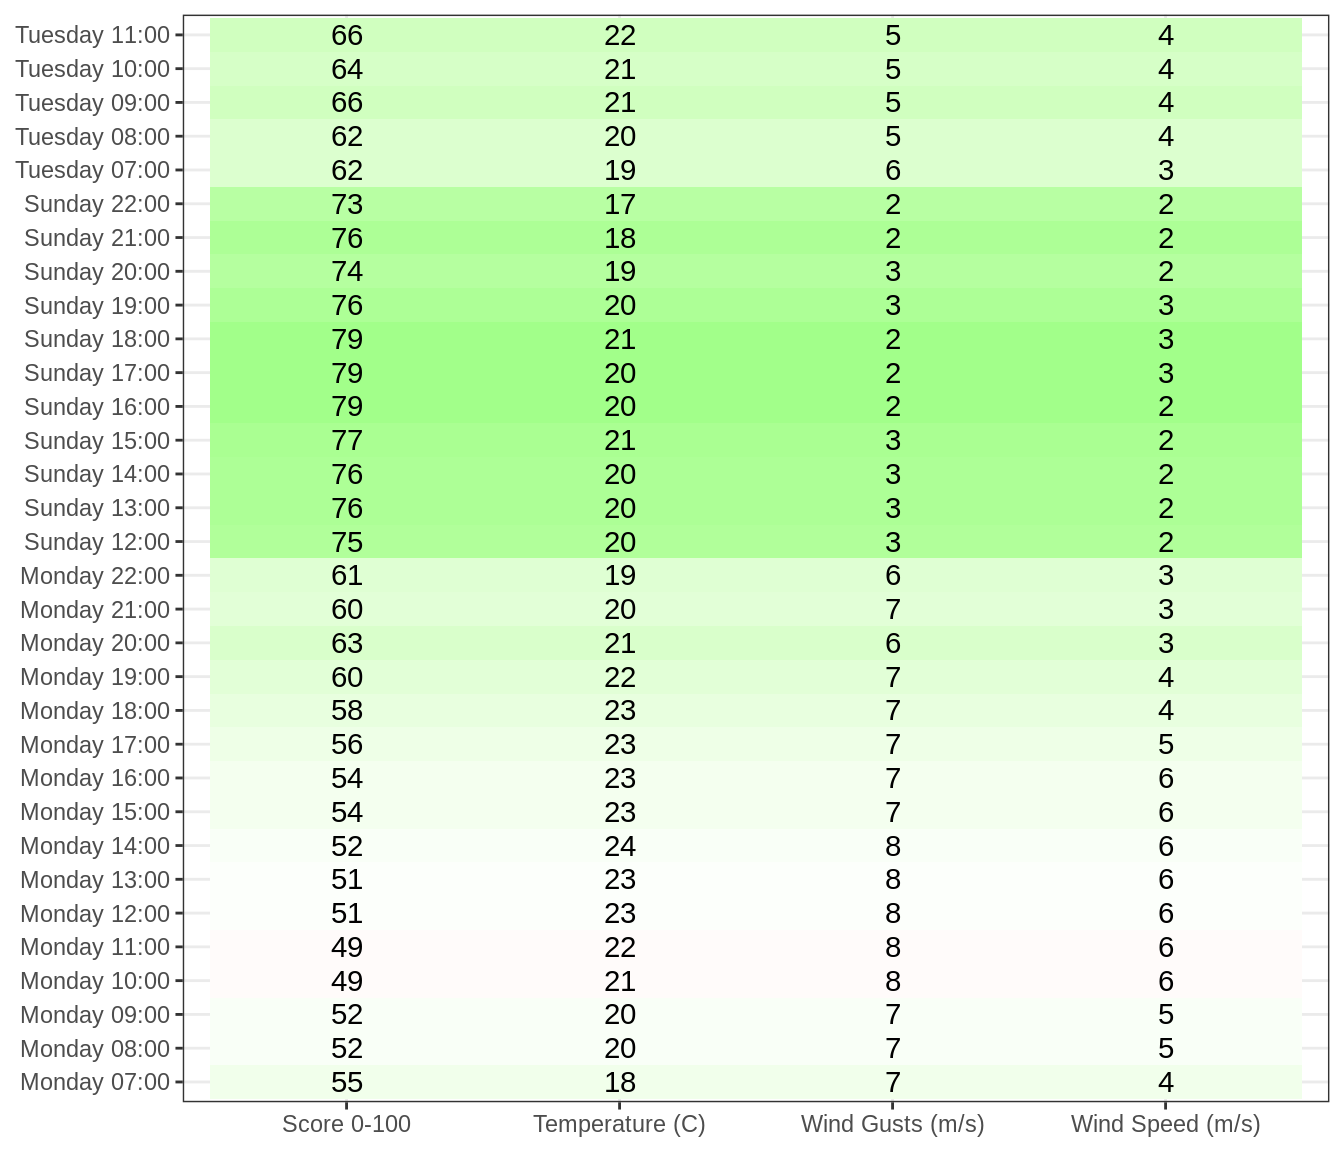 Tuesday 11:00 66 22 5 4
Tuesday 10:00 64 21 5 4
Tuesday 09:00 66 21 5 4
Tuesday 08:00 62 20 5 4
Tuesday 07:00 62 19 6 3
Sunday 22:00 73 17 2 2
Sunday 21:00 76 18 2 2
Sunday 20:00 74 19 3 2
Sunday 19:00 76 20 3 3
Sunday 18:00 79 21 2 3
Sunday 17:00 79 20 2 3
Sunday 16:00 79 20 2 2
Sunday 15:00 77 21 3 2
Sunday 14:00 76 20 3 2
Sunday 13:00 76 20 3 2
Sunday 12:00 75 20 3 2
Monday 22:00 61 19 6 3
Monday 21:00 60 20 7 3
Monday 20:00 63 21 6 3
Monday 19:00 60 22 7 4
Monday 18:00 58 23 7 4
Monday 17:00 56 23 7 5
Monday 16:00 54 23 7 6
Monday 15:00 54 23 7 6
Monday 14:00 52 24 8 6
Monday 13:00 51 23 8 6
Monday 12:00 51 23 8 6
Monday 11:00 49 22 8 6
Monday 10:00 49 21 8 6
Monday 09:00 52 20 7 5
Monday 08:00 52 20 7 5
Monday 07:00 55 18 7 4
Score 0-100 Temperature (C) Wind Gusts (m/s) Wind Speed (m/s)